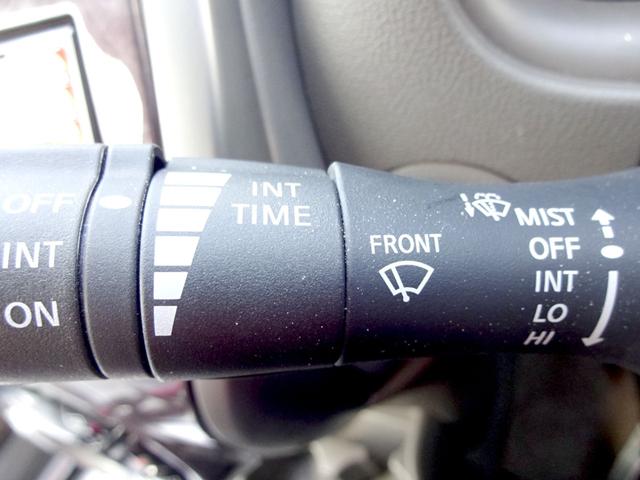 OFF
INT
ON
INT
TIME
FRONT
MIST
OFF
INT
LO
HI